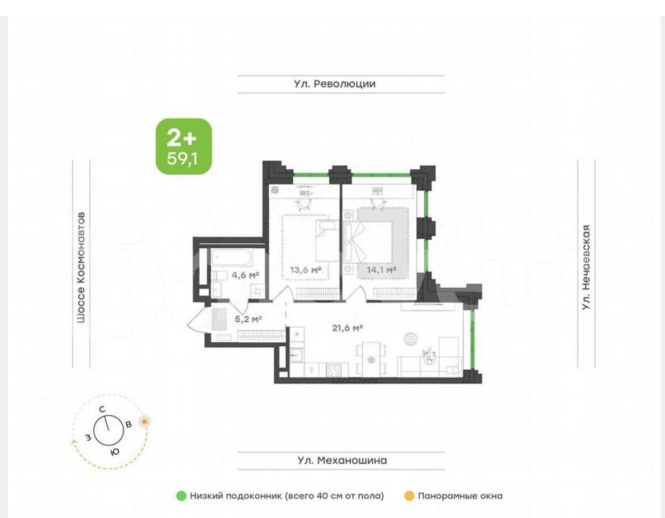 Ул. Революции
2+
59,1
Шоссе Космонавтов
Ул. Нечаевская
4,6 м²
13,6 м²
14,1 м²
5,2 м²
21,6 м²
С
З
В
Ю
Ул. Механошина
Низкий подоконник (всего 40 см от пола)
Панорамные окна